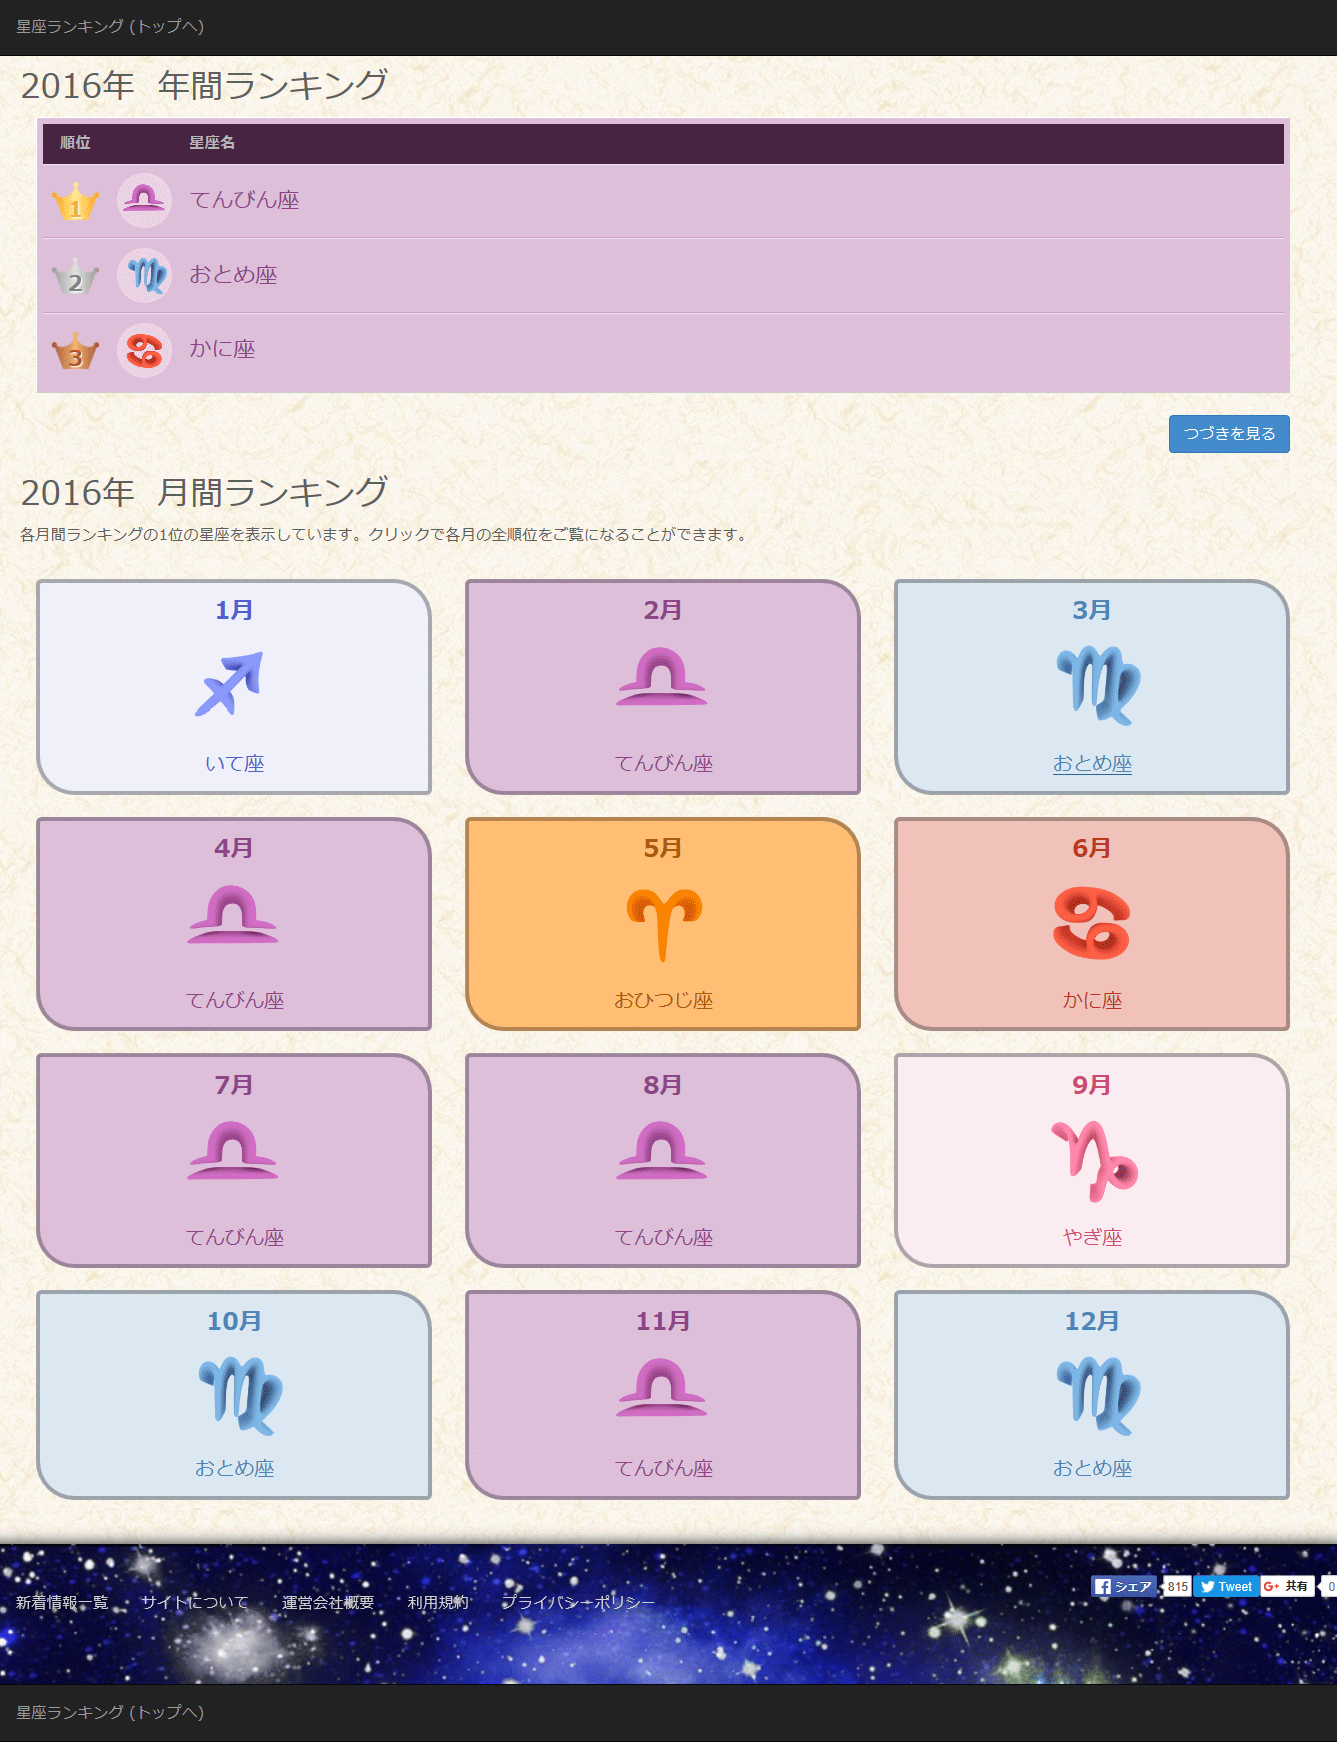 星座ランキング (トップへ)
2016年　年間ランキング
順位　星座名
1　てんびん座
2　おとめ座
3　かに座
つづきを見る
2016年　月間ランキング
各月間ランキングの1位の星座を表示しています。クリックで各月の全順位をご覧になることができます。
1月
いて座
2月
てんびん座
3月
おとめ座
4月
てんびん座
5月
おひつじ座
6月
かに座
7月
てんびん座
8月
てんびん座
9月
やぎ座
10月
おとめ座
11月
てんびん座
12月
おとめ座
シェア 815 Tweet G+ 共有 0
新着情報一覧　サイトについて　運営会社概要　利用規約　プライバシーポリシー
星座ランキング (トップへ)